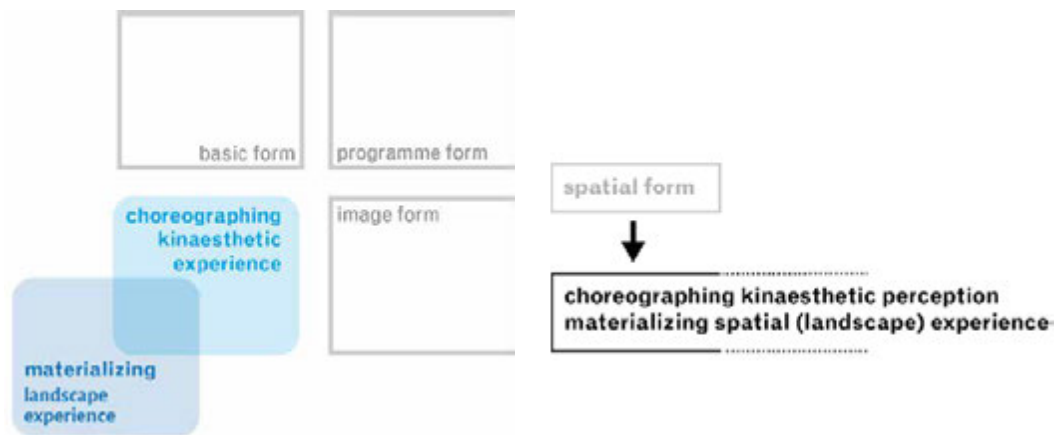 basic form
programme form
choreographing
kinaesthetic
experience
image form
materializing
landscape
experience
spatial form
choreographing kinaesthetic perception
materializing spatial (landscape) experience